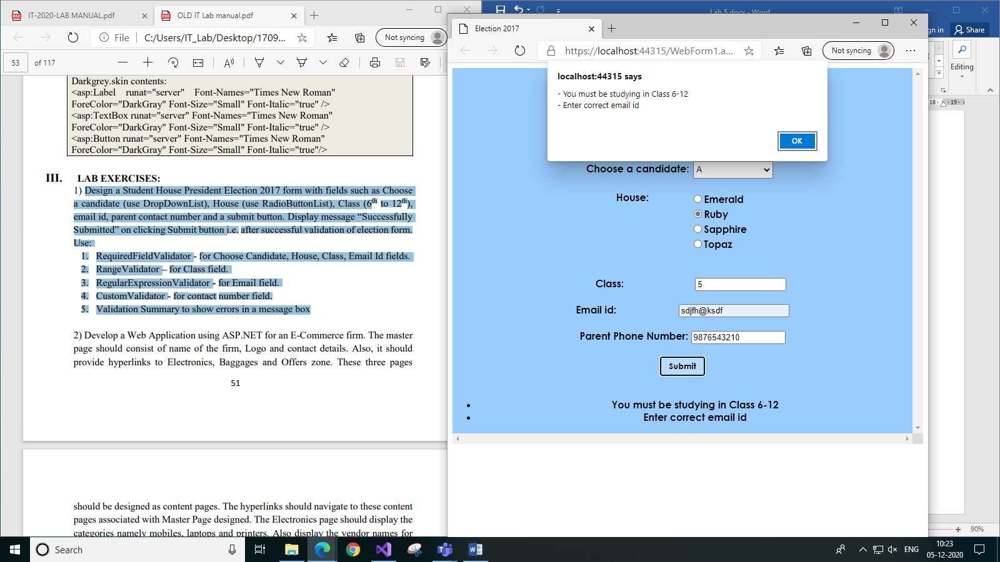 IT-2020-LAB MANUAL.pdf
OLD IT Lab manual.pdf
File
C:/Users/IT_Lab/Desktop/1709...
Not syncing
53
of 117
Darkgrey.skin contents:
<asp:Label runat="server" Font-Names="Times New Roman"
ForeColor="DarkGray" Font-Size="Small" Font-Italic="true" />
<asp:TextBox runat="server" Font-Names="Times New Roman"
ForeColor="DarkGray" Font-Size="Small" Font-Italic="true" />
<asp:Button runat="server" Font-Names="Times New Roman"
ForeColor="DarkGray" Font-Size="Small" Font-Italic="true"/>
III. LAB EXERCISES:
1) Design a Student House President Election 2017 form with fields such as Choose
a candidate (use DropDownList), House (use RadioButtonList), Class (6th to 12th),
email id, parent contact number and a submit button. Display message “Successfully
Submitted” on clicking Submit button i.e. after successful validation of election form.
Use:
1. RequiredFieldValidator - for Choose Candidate, House, Class, Email Id fields.
2. RangeValidator – for Class field.
3. RegularExpressionValidator - for Email field.
4. CustomValidator - for contact number field.
5. Validation Summary to show errors in a message box
2) Develop a Web Application using ASP.NET for an E-Commerce firm. The master
page should consist of name of the firm, Logo and contact details. Also, it should
provide hyperlinks to Electronics, Baggages and Offers zone. These three pages
51
should be designed as content pages. The hyperlinks should navigate to these content
pages associated with Master Page designed. The Electronics page should display the
categories namely mobiles, laptops and printers. Also display the vendor names for
Lab 5.docx - Word
gn in
Share
Editing
18
19
90%
Election 2017
https://localhost:44315/WebForm1.a...
Not syncing
localhost:44315 says
- You must be studying in Class 6-12
- Enter correct email id
OK
Choose a candidate: A
House:
Emerald
Ruby
Sapphire
Topaz
Class: 5
Email id: sdjfh@ksdf
Parent Phone Number: 9876543210
Submit
You must be studying in Class 6-12
Enter correct email id
Search
ENG
10:23
05-12-2020